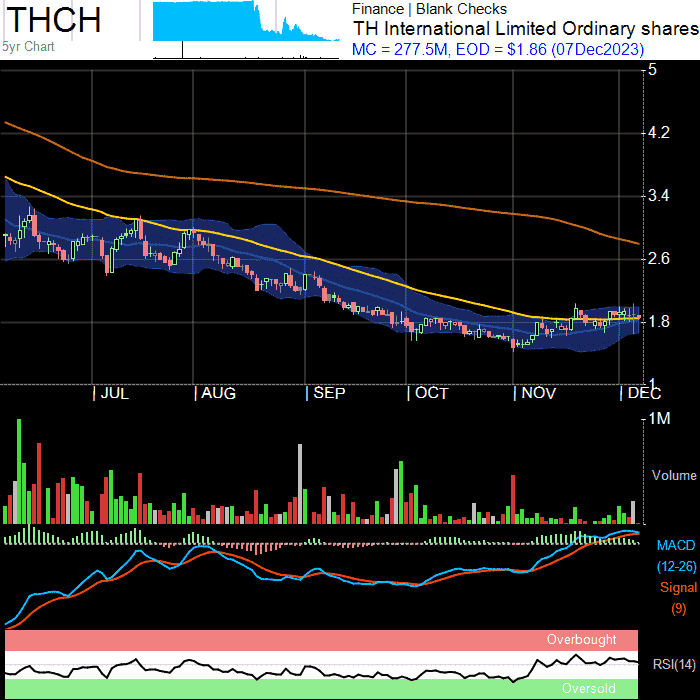 THCH
5yr Chart
Finance | Blank Checks
TH International Limited Ordinary shares
MC = 277.5M, EOD = $1.86 (07Dec2023)
5
4.2
3.4
2.6
1.8
1
| JUL | AUG | SEP | OCT | NOV | DEC
1M
Volume
MACD
(12-26)
Signal
(9)
Overbought
RSI(14)
Oversold